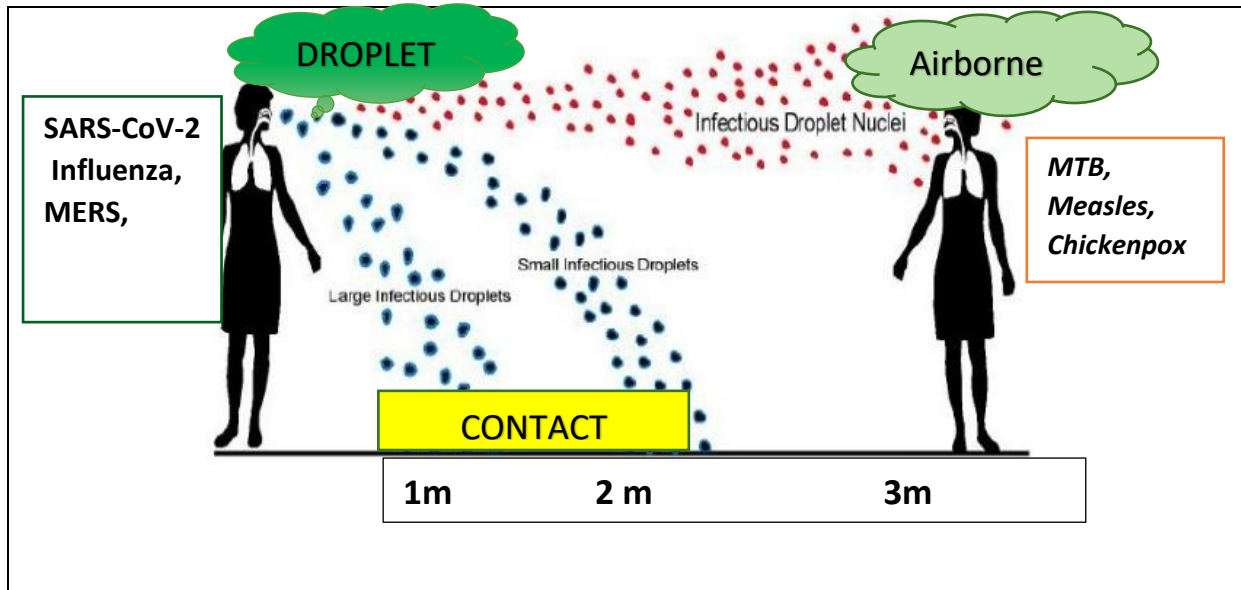 DROPLET
Airborne
SARS-CoV-2
Influenza,
MERS,
Infectious Droplet Nuclei
MTB,
Measles,
Chickenpox
Small Infectious Droplets
Large Infectious Droplets
CONTACT
1m 2 m 3m